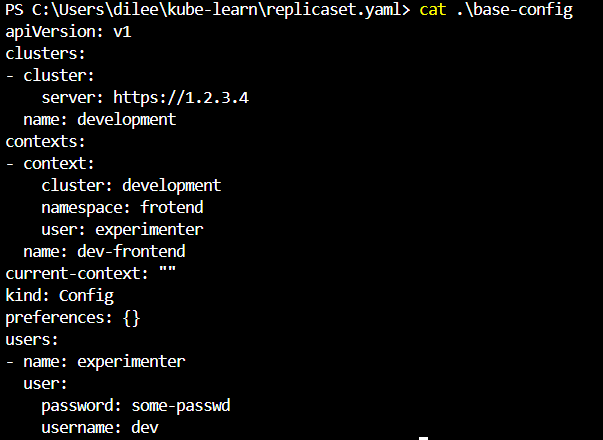 PS C:\Users\dilee\kube-learn\replicaset.yaml> cat .\base-config
apiVersion: v1
clusters:
- cluster:
    server: https://1.2.3.4
  name: development
contexts:
- context:
    cluster: development
    namespace: frotend
    user: experimenter
  name: dev-frontend
current-context: ""
kind: Config
preferences: {}
users:
- name: experimenter
  user:
    password: some-passwd
    username: dev